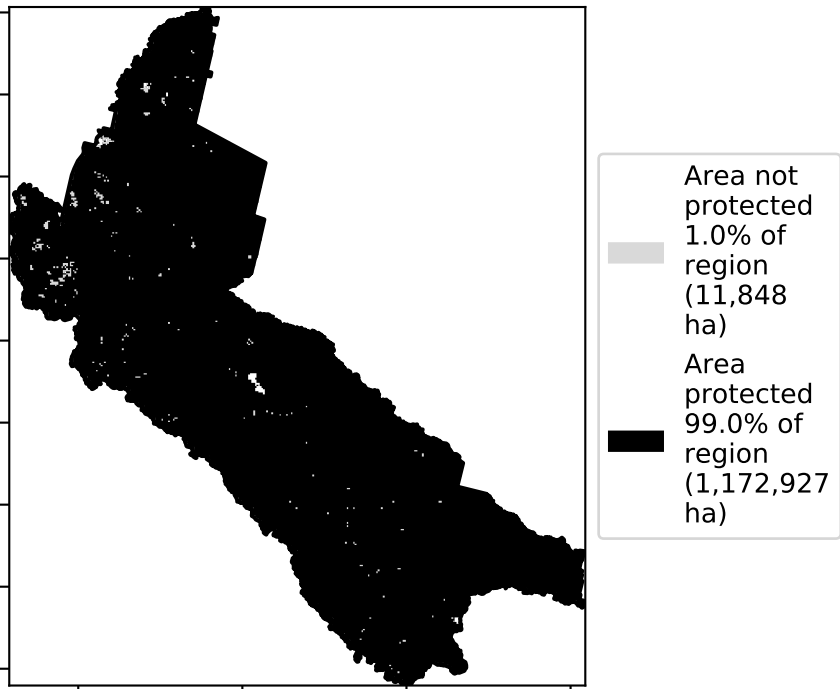 Area not
protected
1.0% of
region
(11,848
ha)
Area
protected
99.0% of
region
(1,172,927
ha)